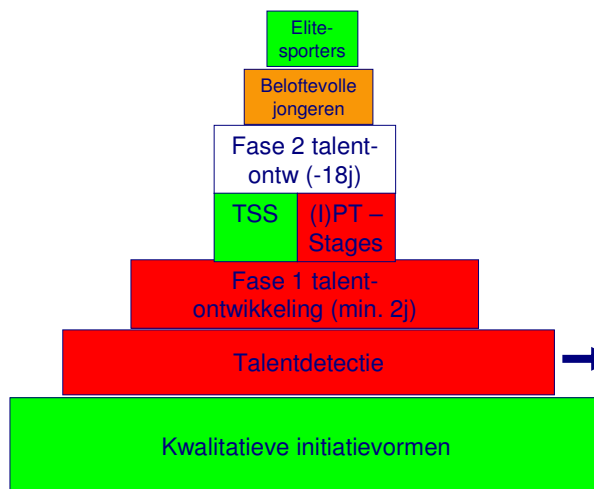 Elite-
sporters
Beloftevolle
jongeren
Fase 2 talent-
ontw (-18j)
TSS
(I)PT –
Stages
Fase 1 talent-
ontwikkeling (min. 2j)
Talentdetectie
Kwalitatieve initiatievormen